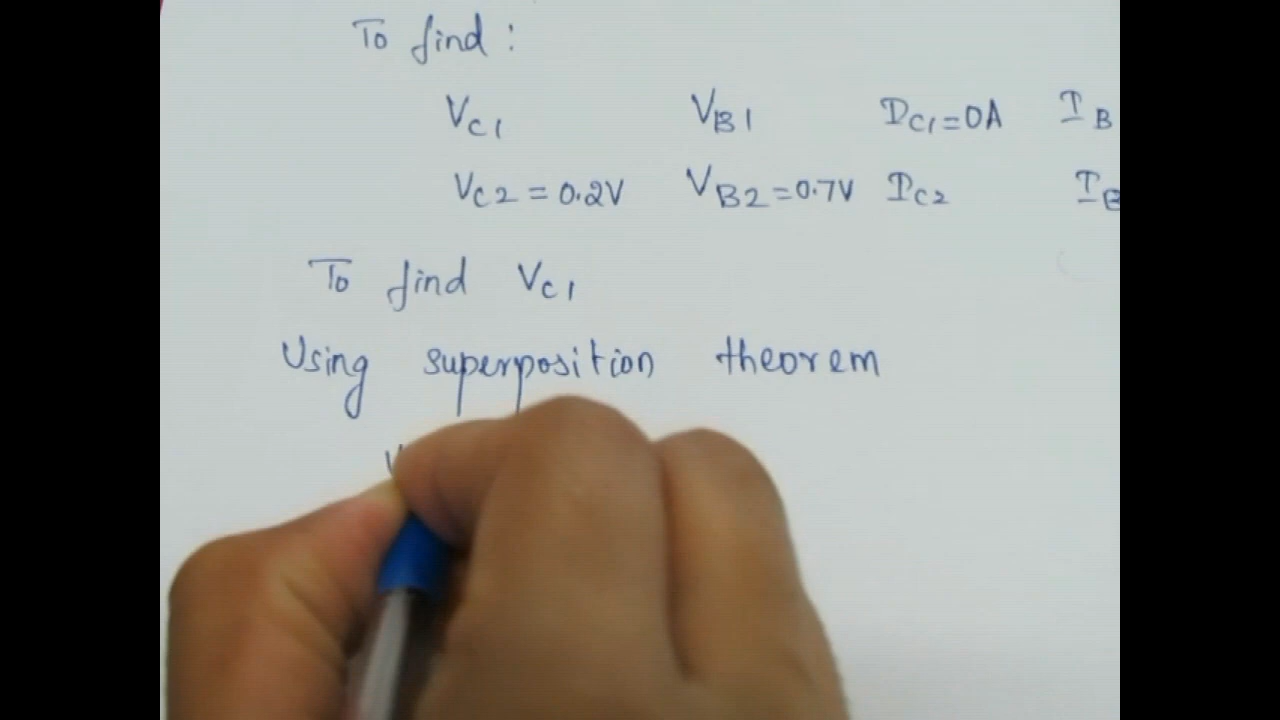 To find :
VC1 VB1 IC1=0A IB
VC2 = 0.2V VB2=0.7V IC2 IB
To find VC1
Using superposition theorem
V